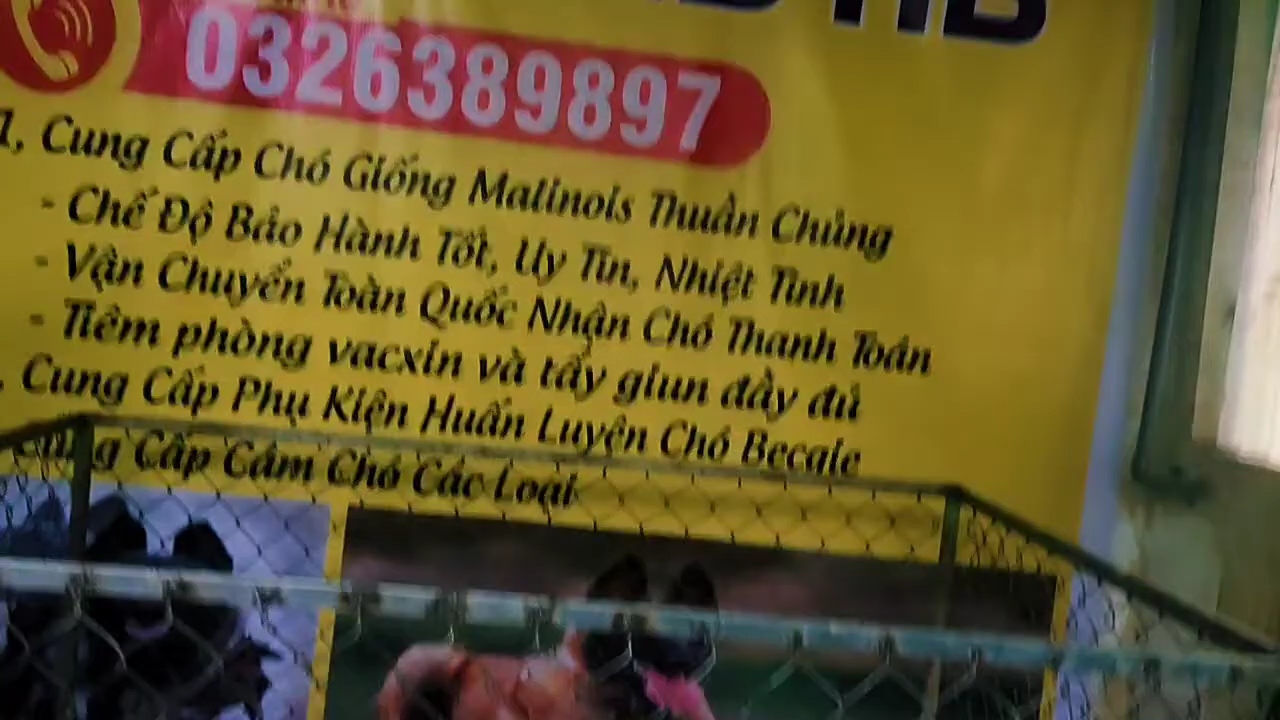 0326389897
1, Cung Cấp Chó Giống Malinois Thuần Chủng
- Chế Độ Bảo Hành Tốt, Uy Tín, Nhiệt Tình
- Vận Chuyển Toàn Quốc Nhận Chó Thanh Toán
- Tiêm phòng vacxin và tẩy giun đầy đủ
. Cung Cấp Phụ Kiện Huấn Luyện Chó Becgie
Cung Cấp Cám Chó Các Loại